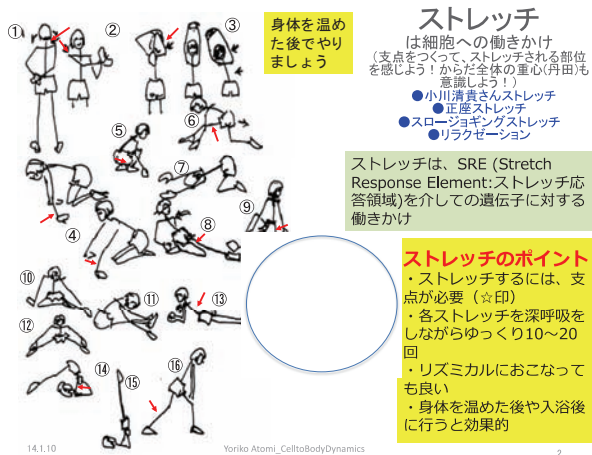 ストレッチ
は細胞への働きかけ
（支点をつくって、ストレッチされる部位
を感じよう！からだ全体の重心(丹田)も
意識しよう！）
●小川清貴さんストレッチ
●正座ストレッチ
●スロージョギングストレッチ
●リラクゼーション
身体を温め
た後でやり
ましょう
①
②
③
⑤
⑥
⑦
④
⑧
⑨
⑩
⑪
⑬
⑫
⑭
⑮
⑯
ストレッチは、SRE (Stretch
Response Element:ストレッチ応
答領域)を介しての遺伝子に対する
働きかけ
ストレッチのポイント
・ストレッチするには、支
点が必要（☆印）
・各ストレッチを深呼吸を
しながらゆっくり10～20
回
・リズミカルにおこなって
も良い
・身体を温めた後や入浴後
に行うと効果的
14.1.10
Yoriko Atomi_CelltoBodyDynamics
2